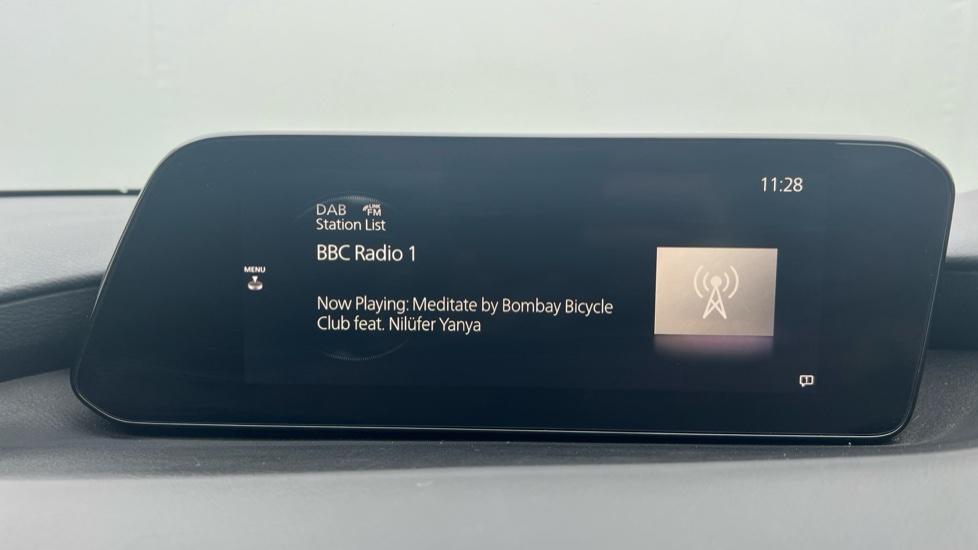 11:28
DAB LINK FM
Station List
BBC Radio 1
MENU
Now Playing: Meditate by Bombay Bicycle
Club feat. Nilüfer Yanya